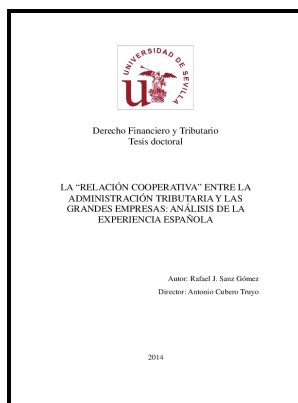 UNIVERSIDAD DE SEVILLA
Derecho Financiero y Tributario
Tesis doctoral
LA “RELACIÓN COOPERATIVA” ENTRE LA
ADMINISTRACIÓN TRIBUTARIA Y LAS
GRANDES EMPRESAS: ANÁLISIS DE LA
EXPERIENCIA ESPAÑOLA
Autor: Rafael J. Sanz Gómez
Director: Antonio Cubero Truyo
2014